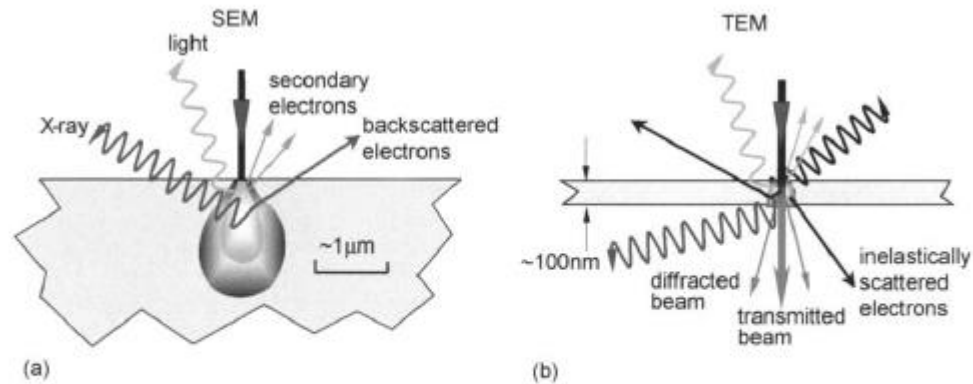 SEM
light
secondary
electrons
X-ray
backscattered
electrons
~1μm
(a)
TEM
~100nm
diffracted
beam
transmitted
beam
inelastically
scattered
electrons
(b)